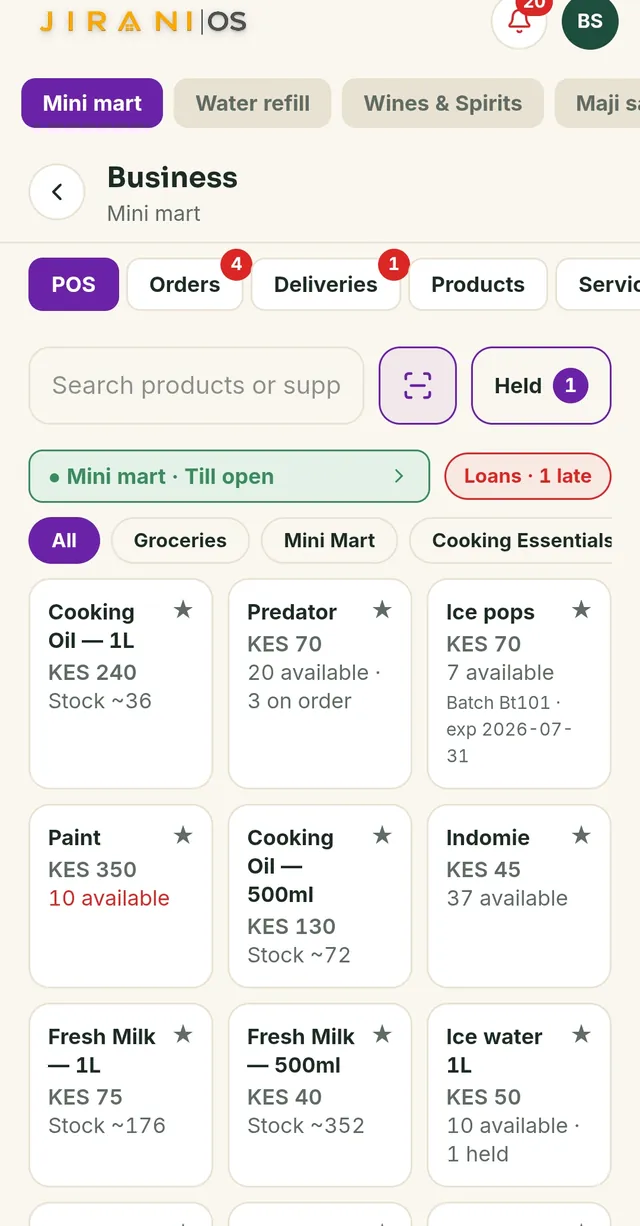 JIRANI|OS
20
BS
Mini mart
Water refill
Wines & Spirits
Maji sa
Business
Mini mart
POS
Orders
4
Deliveries
1
Products
Servic
Search products or supp
Held 1
● Mini mart · Till open
Loans · 1 late
All
Groceries
Mini Mart
Cooking Essentials
Cooking
Oil — 1L
KES 240
Stock ~36
Predator
KES 70
20 available ·
3 on order
Ice pops
KES 70
7 available
Batch Bt101 ·
exp 2026-07-
31
Paint
KES 350
10 available
Cooking
Oil —
500ml
KES 130
Stock ~72
Indomie
KES 45
37 available
Fresh Milk
— 1L
KES 75
Stock ~176
Fresh Milk
— 500ml
KES 40
Stock ~352
Ice water
1L
KES 50
10 available ·
1 held